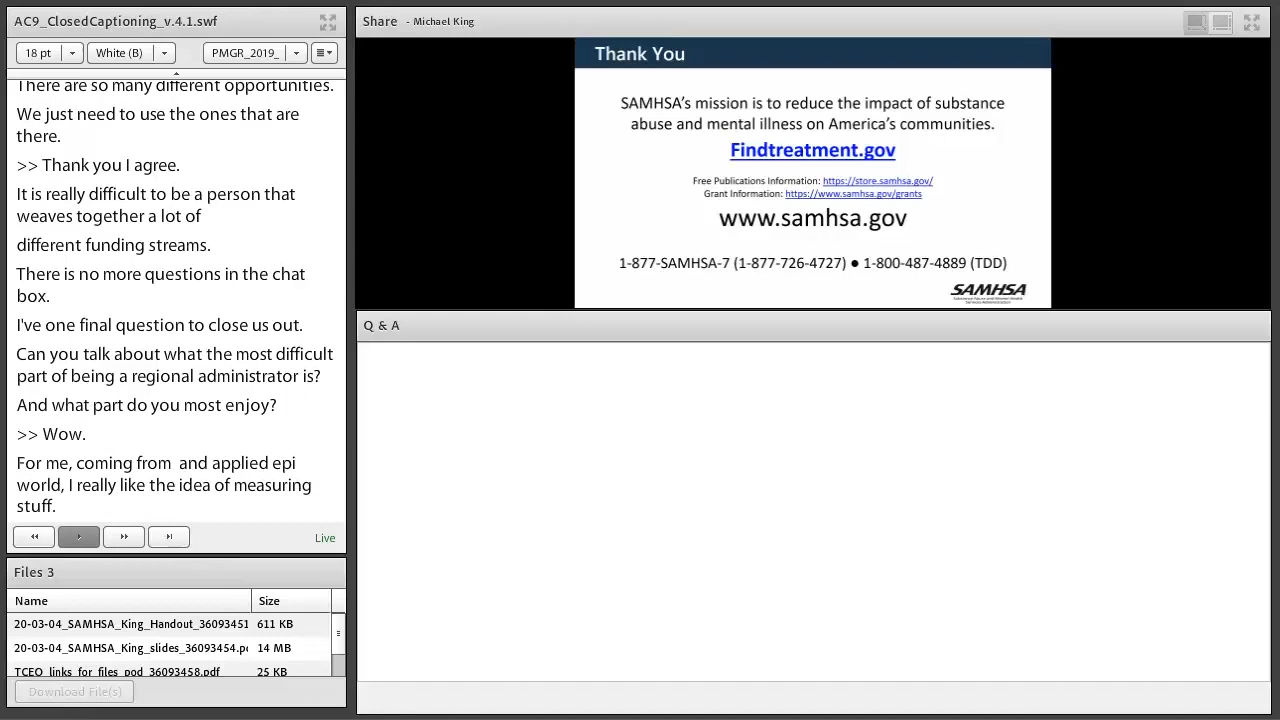 AC9_ClosedCaptioning_v.4.1.swf
18 pt
White (B)
PMGR_2019_
There are so many different opportunities.
We just need to use the ones that are
there.
>> Thank you I agree.
It is really difficult to be a person that
weaves together a lot of
different funding streams.
There is no more questions in the chat
box.
I've one final question to close us out.
Can you talk about what the most difficult
part of being a regional administrator is?
And what part do you most enjoy?
>> Wow.
For me, coming from  and applied epi
world, I really like the idea of measuring
stuff.
Live
Files 3
Name Size
20-03-04_SAMHSA_King_Handout_36093451 611 KB
20-03-04_SAMHSA_King_slides_36093454.pd 14 MB
TCEO_links_for_files_pod_36093458.pdf 25 KB
Download File(s)
Share - Michael King
Thank You
SAMHSA's mission is to reduce the impact of substance
abuse and mental illness on America's communities.
Findtreatment.gov
Free Publications Information: https://store.samhsa.gov/
Grant Information: https://www.samhsa.gov/grants
www.samhsa.gov
1-877-SAMHSA-7 (1-877-726-4727) ● 1-800-487-4889 (TDD)
SAMHSA
Substance Abuse and Mental Health
Services Administration
Q & A